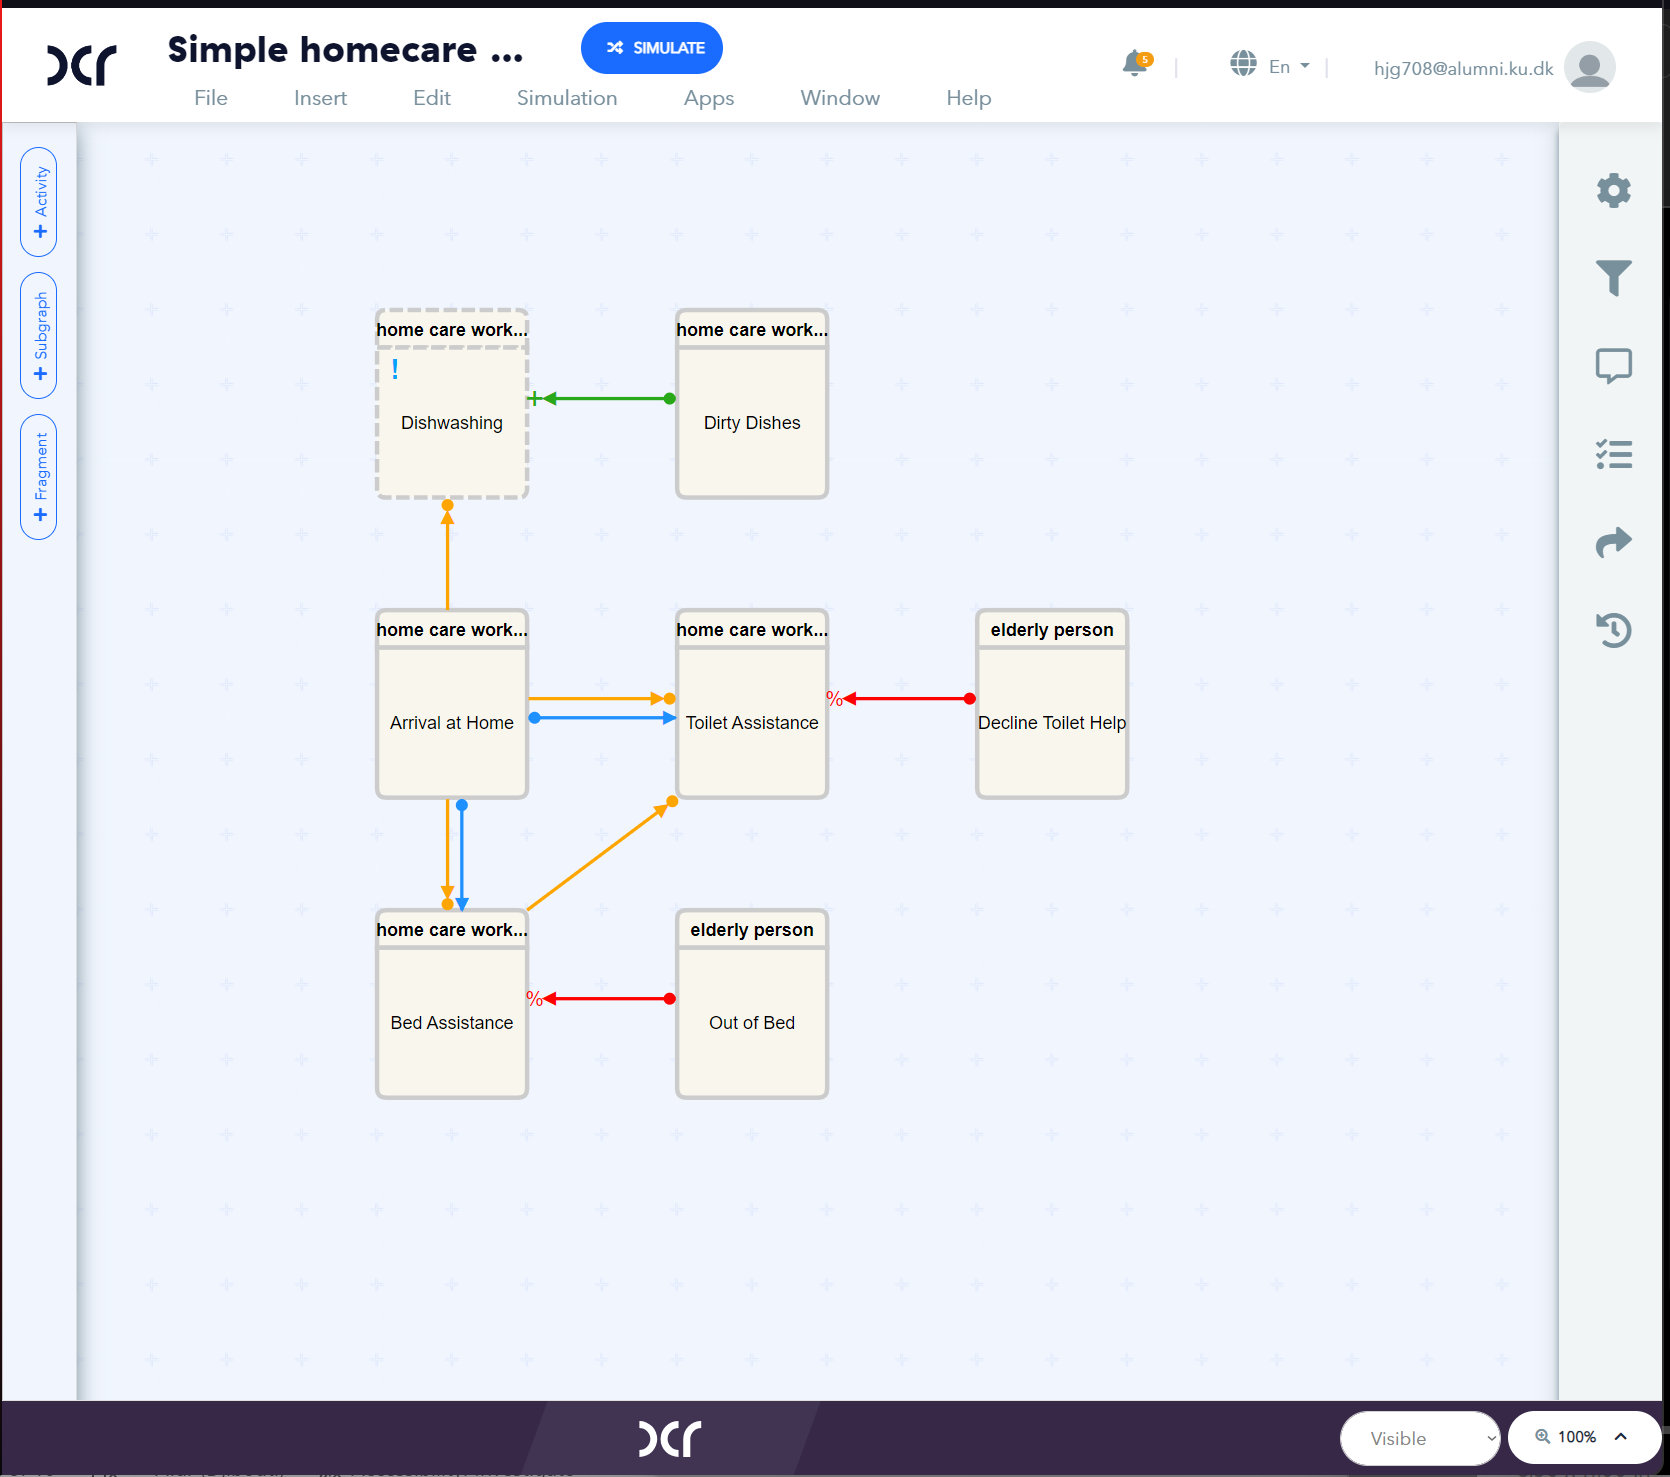 Simple homecare ...
SIMULATE
5
En
hjg708@alumni.ku.dk
File Insert Edit Simulation Apps Window Help
+ Activity
+ Subgraph
+ Fragment
home care work...
!
Dishwashing
+
home care work...
Dirty Dishes
home care work...
Arrival at Home
home care work...
Toilet Assistance
%
elderly person
Decline Toilet Help
home care work...
Bed Assistance
%
elderly person
Out of Bed
DCR
Visible
100%